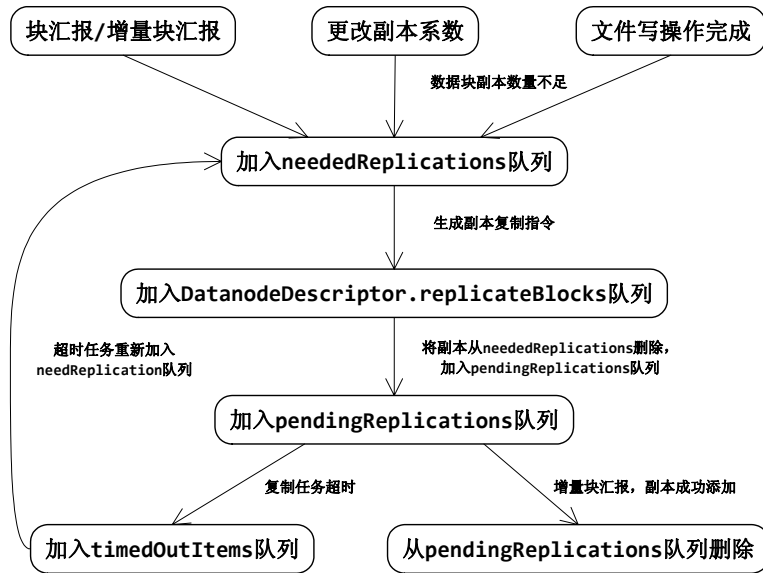 块汇报/增量块汇报
更改副本系数
文件写操作完成
数据块副本数量不足
加入neededReplications队列
生成副本复制指令
加入DatanodeDescriptor.replicateBlocks队列
超时任务重新加入
needReplication队列
将副本从neededReplications删除,
加入pendingReplications队列
加入pendingReplications队列
复制任务超时
增量块汇报, 副本成功添加
加入timedOutItems队列
从pendingReplications队列删除